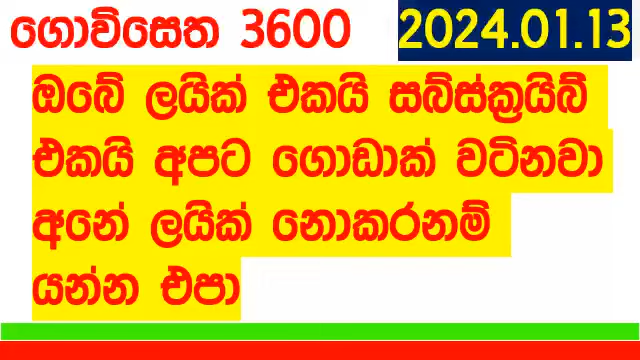 ගොවිසෙත 3600 2024.01.13
ඔබේ ලයික් එකයි සබ්ස්ක්‍රයිබ්
එකයි අපට ගොඩාක් වටිනවා
අනේ ලයික් නොකරනම්
යන්න එපා